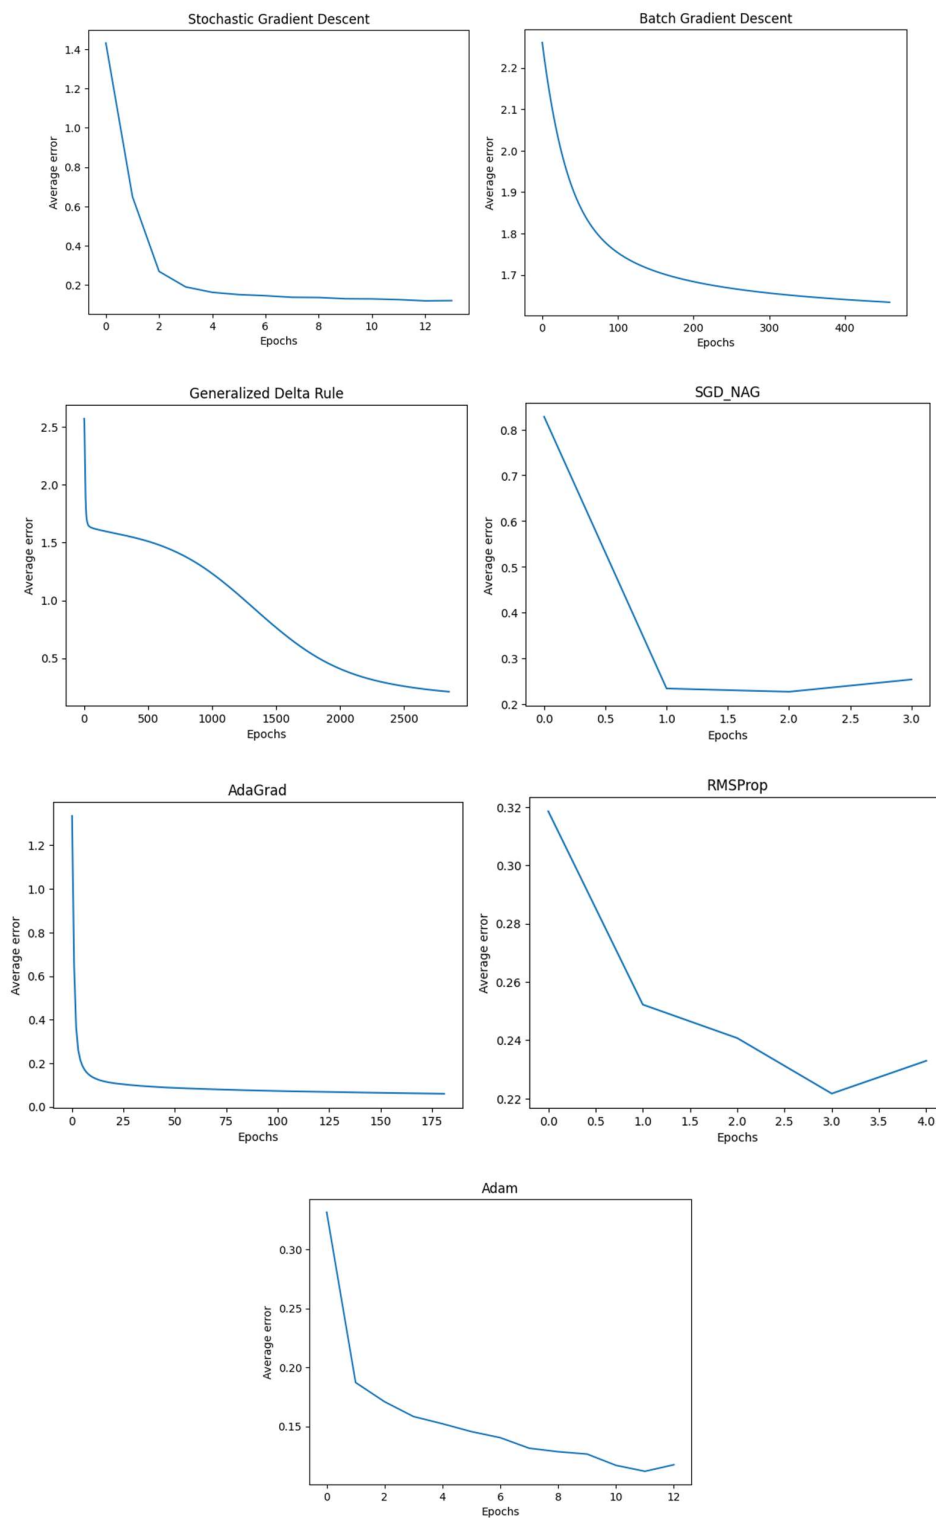 Stochastic Gradient Descent
1.4
1.2
1.0
0.8
0.6
0.4
0.2
Average error
0 2 4 6 8 10 12
Epochs
Batch Gradient Descent
2.2
2.1
2.0
1.9
1.8
1.7
Average error
0 100 200 300 400
Epochs
Generalized Delta Rule
2.5
2.0
1.5
1.0
0.5
Average error
0 500 1000 1500 2000 2500
Epochs
SGD_NAG
0.8
0.7
0.6
0.5
0.4
0.3
0.2
Average error
0.0 0.5 1.0 1.5 2.0 2.5 3.0
Epochs
AdaGrad
1.2
1.0
0.8
0.6
0.4
0.2
0.0
Average error
0 25 50 75 100 125 150 175
Epochs
RMSProp
0.32
0.30
0.28
0.26
0.24
0.22
Average error
0.0 0.5 1.0 1.5 2.0 2.5 3.0 3.5 4.0
Epochs
Adam
0.30
0.25
0.20
0.15
Average error
0 2 4 6 8 10 12
Epochs